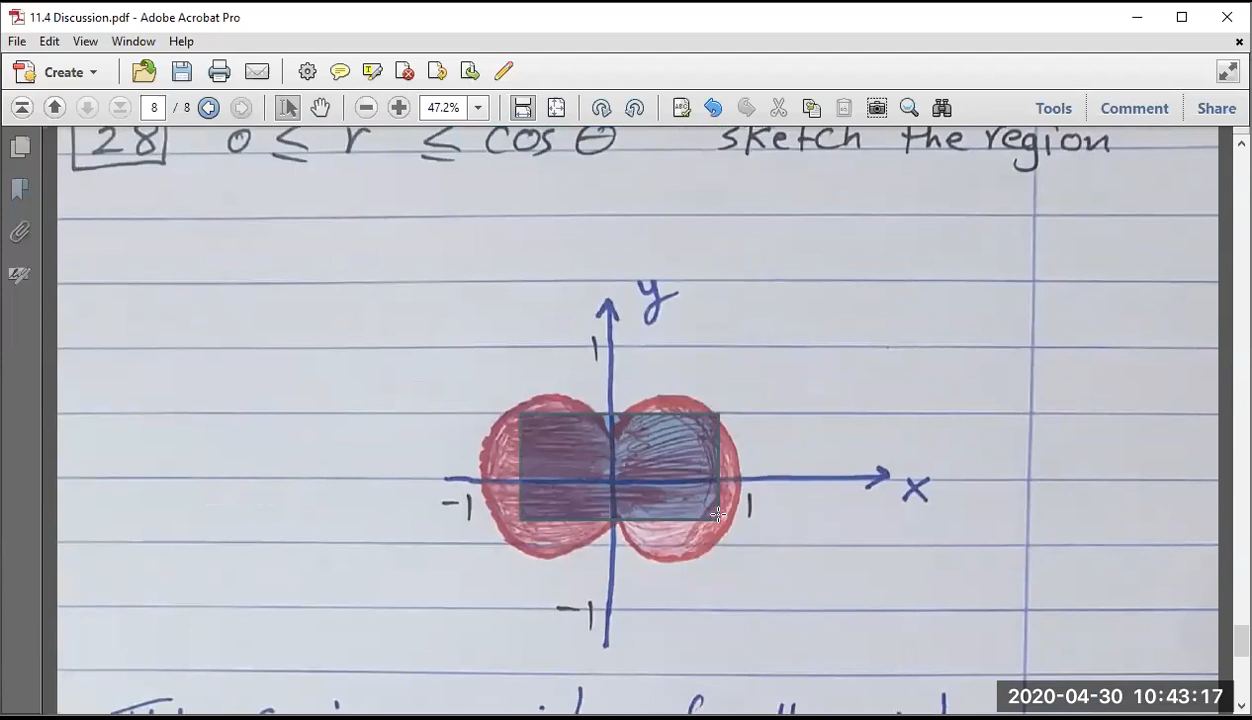 11.4 Discussion.pdf - Adobe Acrobat Pro
File Edit View Window Help
Create
8 / 8 47.2% Tools Comment Share
28 0 ≤ r ≤ cos θ sketch the region
y
1
-1 1 x
-1
2020-04-30 10:43:17